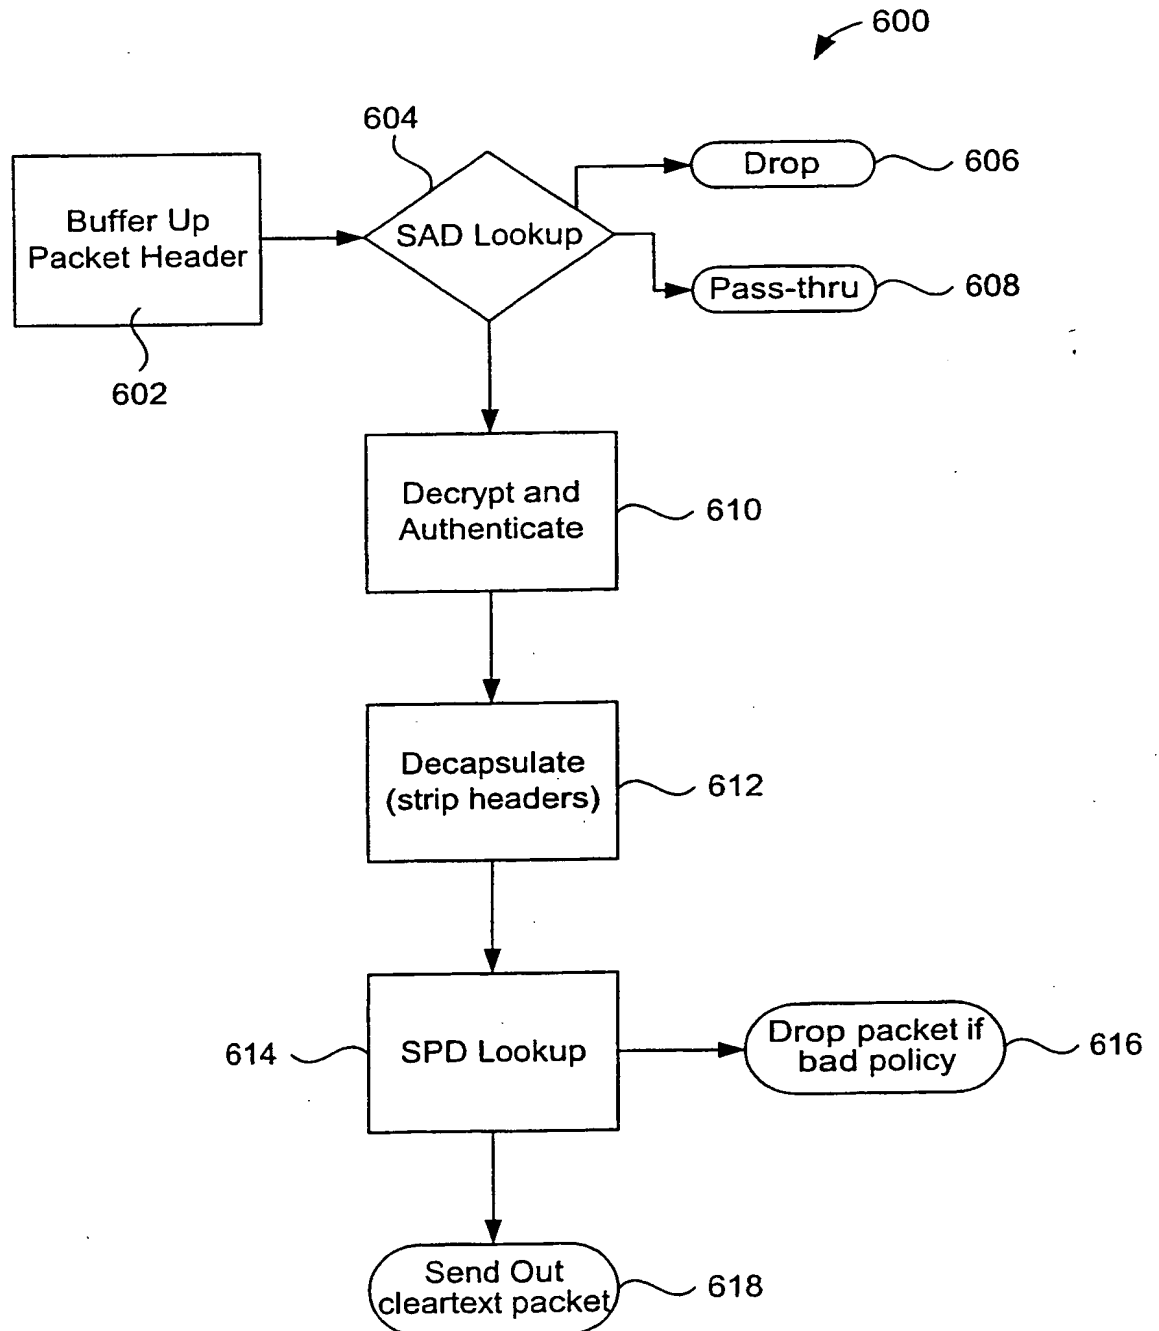 600
604
Drop
606
Buffer Up
Packet Header
SAD Lookup
Pass-thru
608
602
Decrypt and
Authenticate
610
Decapsulate
(strip headers)
612
614
SPD Lookup
Drop packet if
bad policy
616
Send Out
cleartext packet
618